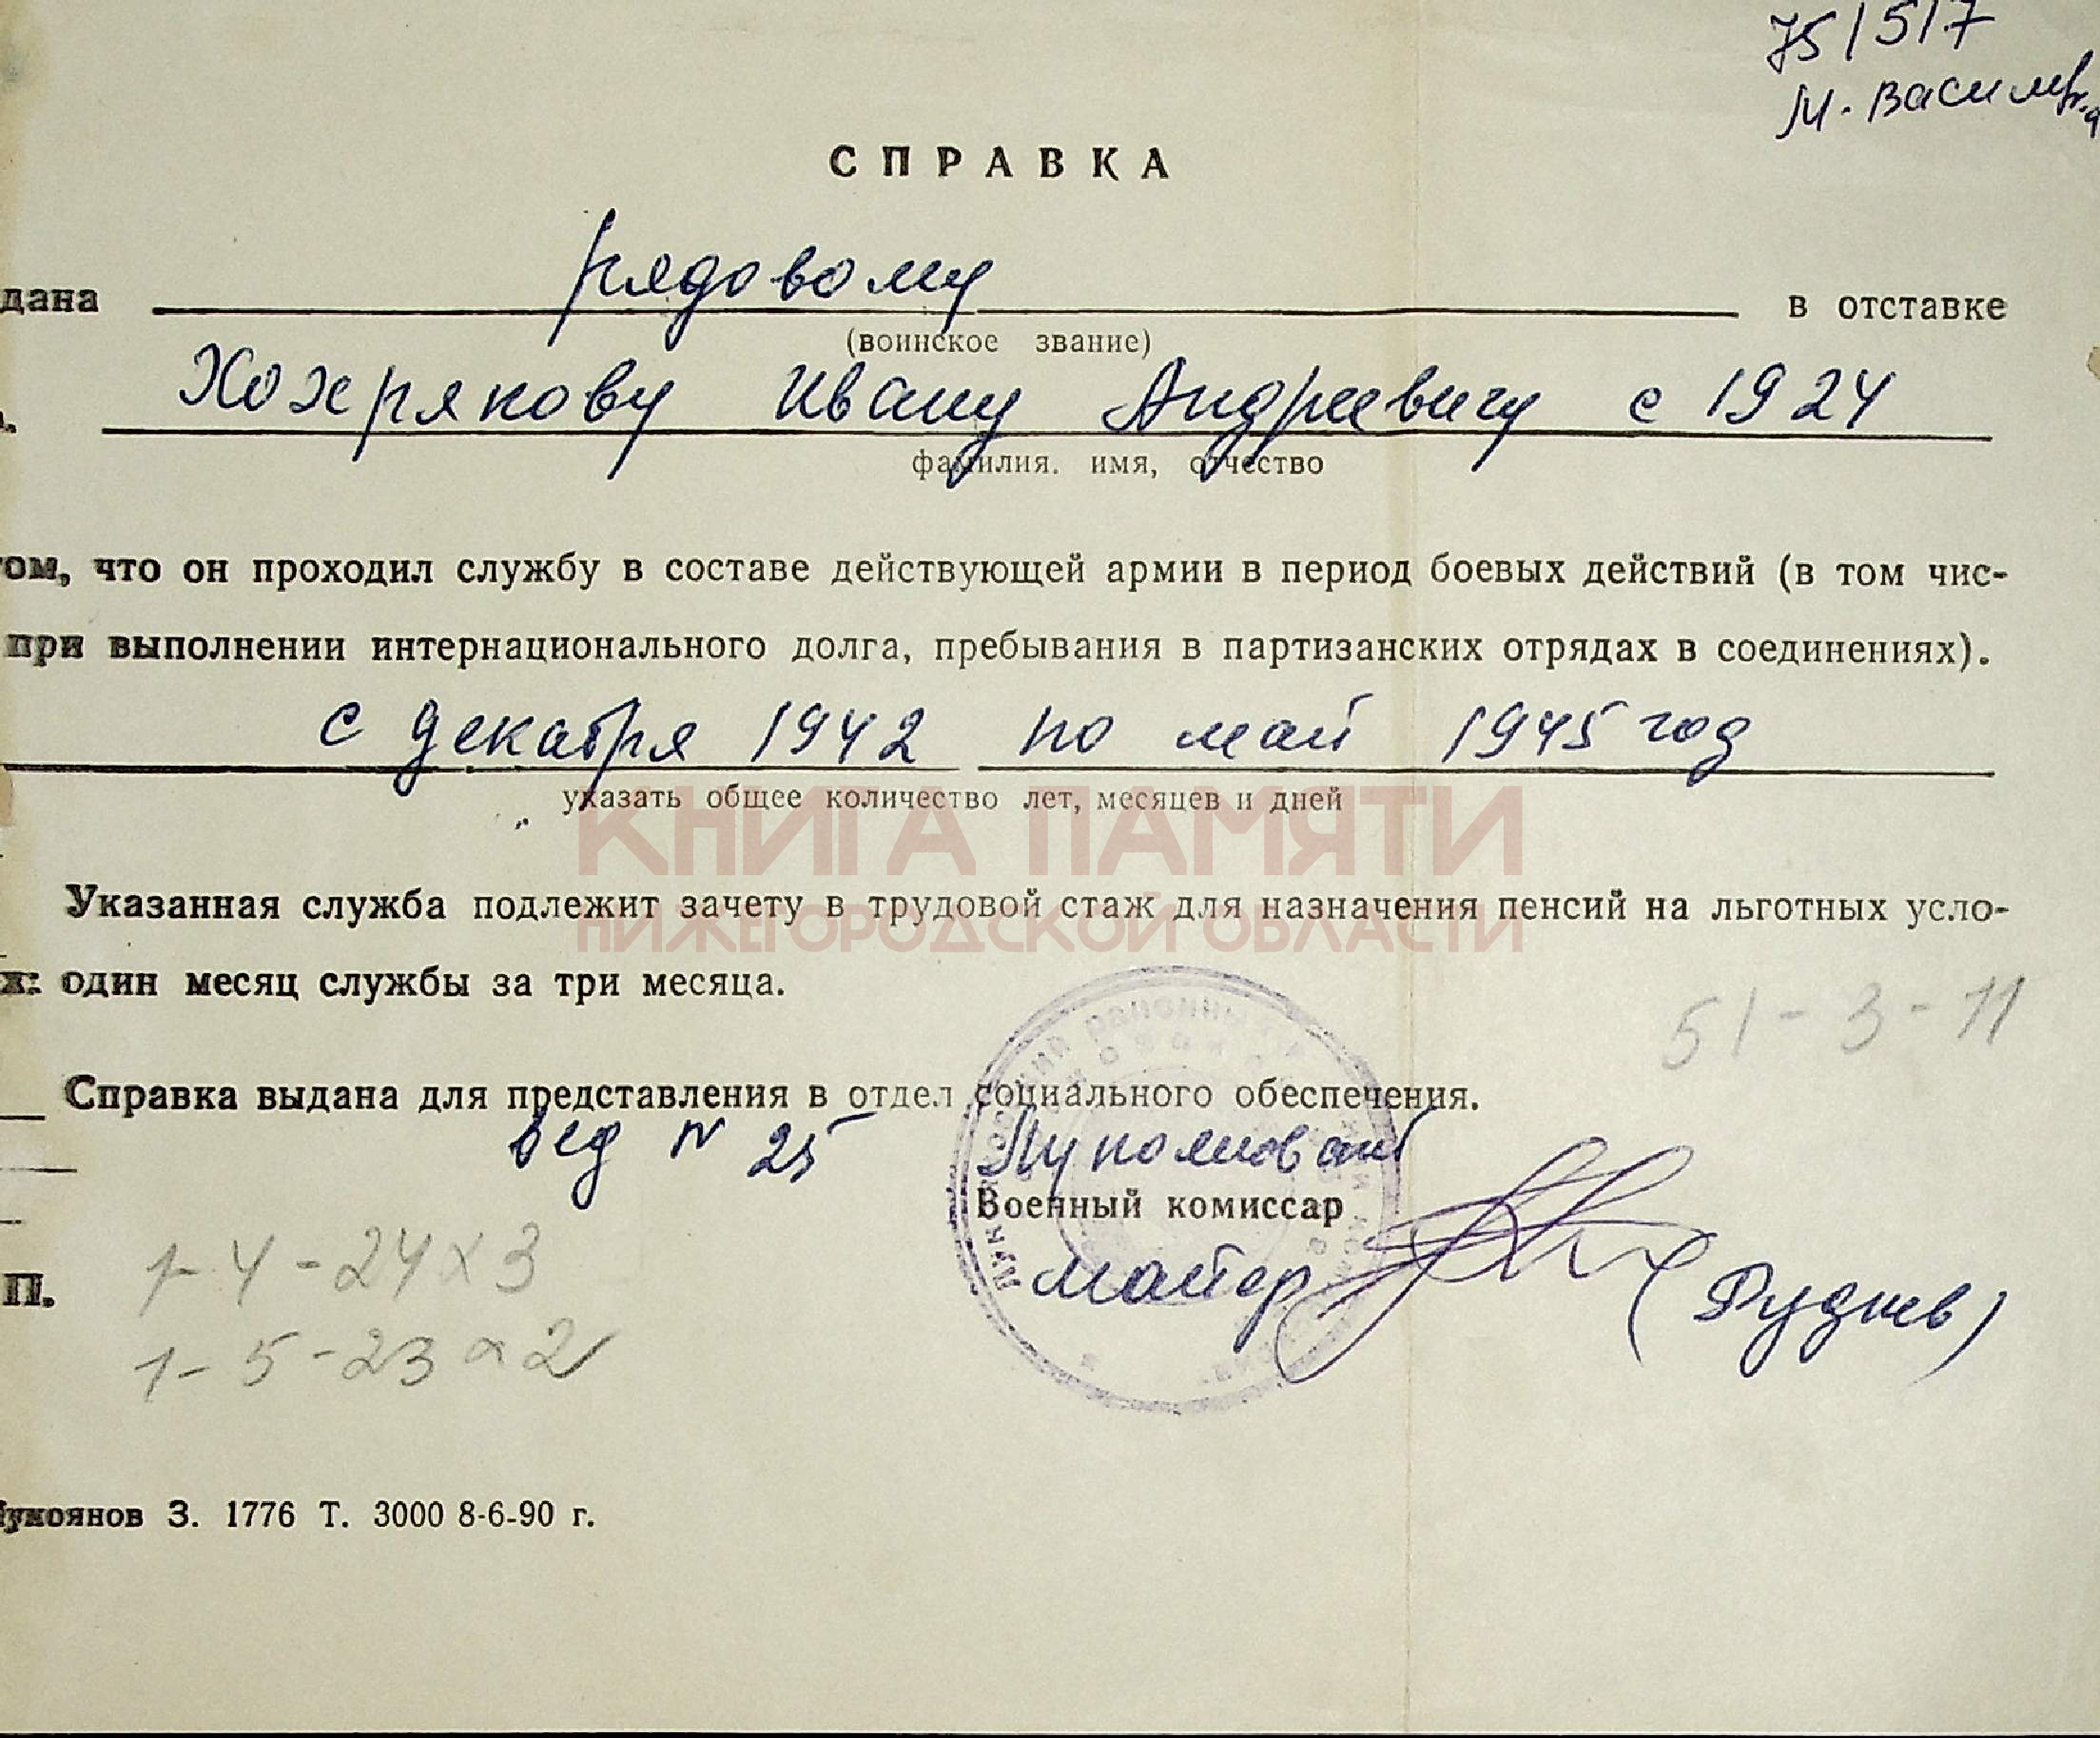 75/517
М. Василев
СПРАВКА
дана рядовому в отставке
(воинское звание)
Хохрякову Ивану Андреевичу с 1924
фамилия. имя, отчество
том, что он проходил службу в составе действующей армии в период боевых действий (в том чис-
при выполнении интернационального долга, пребывания в партизанских отрядах в соединениях).
с декабря 1942 по май 1945 год
указать общее количество лет, месяцев и дней
КНИГА ПАМЯТИ
НИЖЕГОРОДСКОЙ ОБЛАСТИ
Указанная служба подлежит зачету в трудовой стаж для назначения пенсий на льготных усло-
х: один месяц службы за три месяца.
51-3-11
Справка выдана для представления в отдел социального обеспечения.
вед N 25
Военный комиссар
майор (Руднев)
1-4-24х3
1-5-23х2
П.
Лукоянов З. 1776 Т. 3000 8-6-90 г.